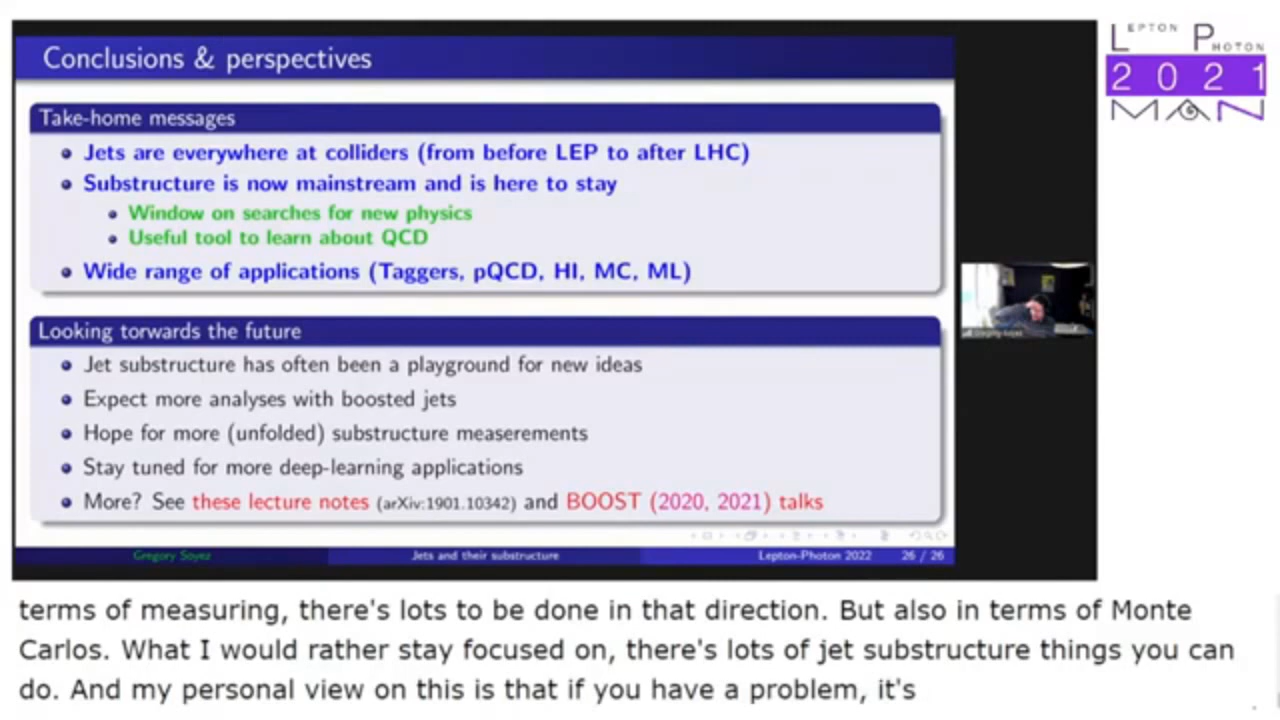 Conclusions & perspectives
Take-home messages
Jets are everywhere at colliders (from before LEP to after LHC)
Substructure is now mainstream and is here to stay
Window on searches for new physics
Useful tool to learn about QCD
Wide range of applications (Taggers, pQCD, HI, MC, ML)
Looking torwards the future
Jet substructure has often been a playground for new ideas
Expect more analyses with boosted jets
Hope for more (unfolded) substructure measerements
Stay tuned for more deep-learning applications
More? See these lecture notes (arXiv:1901.10342) and BOOST (2020, 2021) talks
Gregory Soyez Jets and their substructure Lepton-Photon 2022 26 / 26
LEPTON PHOTON
2021
MAN
terms of measuring, there's lots to be done in that direction. But also in terms of Monte
Carlos. What I would rather stay focused on, there's lots of jet substructure things you can
do. And my personal view on this is that if you have a problem, it's